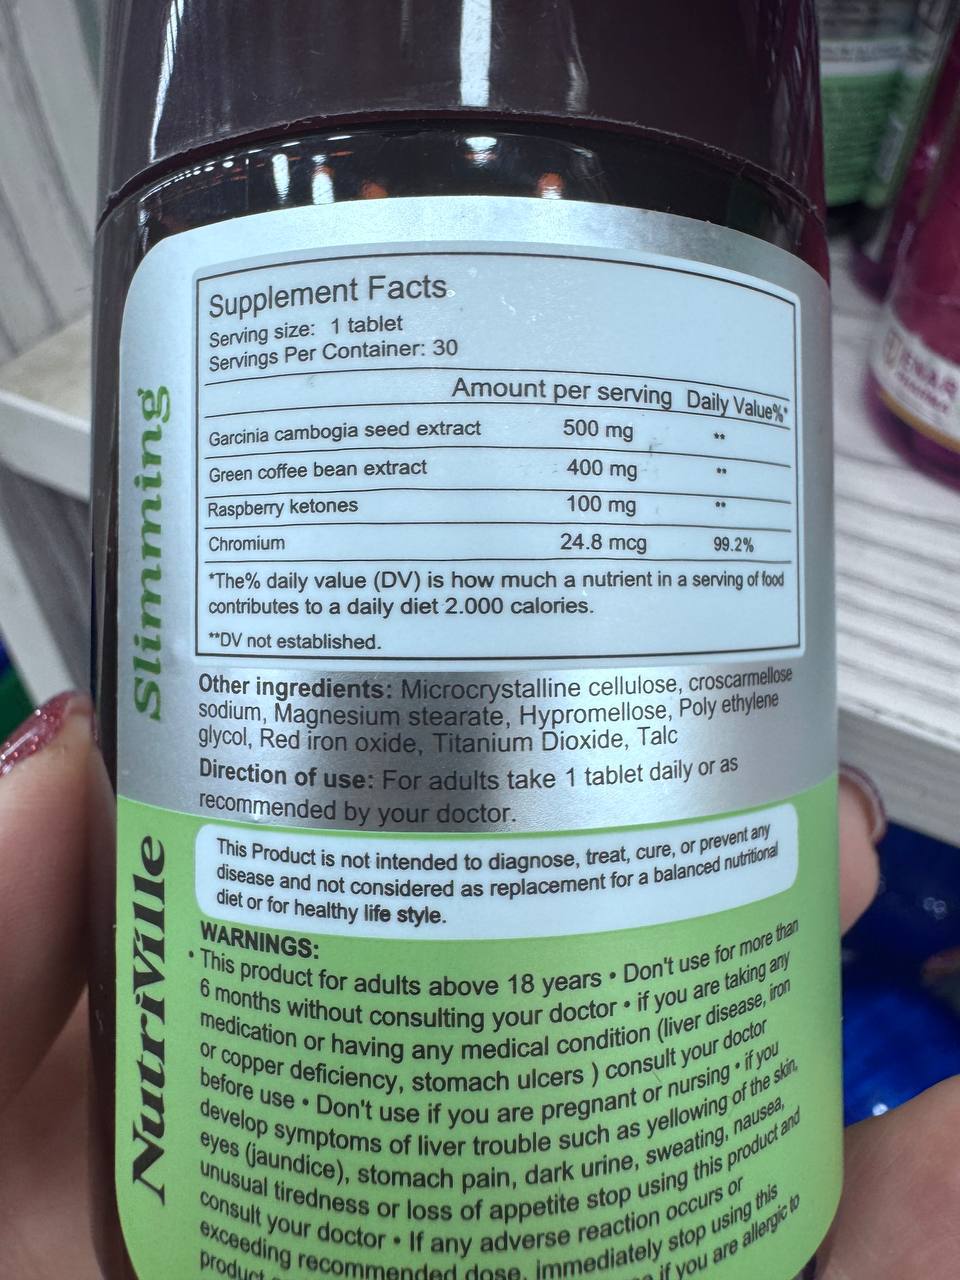 Supplement Facts
Serving size: 1 tablet
Servings Per Container: 30
Amount per serving Daily Value%*
Garcinia cambogia seed extract 500 mg **
Green coffee bean extract 400 mg **
Raspberry ketones 100 mg **
Chromium 24.8 mcg 99.2%
*The% daily value (DV) is how much a nutrient in a serving of food
contributes to a daily diet 2.000 calories.
**DV not established.
Other ingredients: Microcrystalline cellulose, croscarmellose
sodium, Magnesium stearate, Hypromellose, Poly ethylene
glycol, Red iron oxide, Titanium Dioxide, Talc
Direction of use: For adults take 1 tablet daily or as
recommended by your doctor.
This Product is not intended to diagnose, treat, cure, or prevent any
disease and not considered as replacement for a balanced nutritional
diet or for healthy life style.
WARNINGS:
• This product for adults above 18 years • Don't use for more than
6 months without consulting your doctor • if you are taking any
medication or having any medical condition (liver disease, iron
or copper deficiency, stomach ulcers ) consult your doctor
before use • Don't use if you are pregnant or nursing • if you
develop symptoms of liver trouble such as yellowing of the skin,
eyes (jaundice), stomach pain, dark urine, sweating, nausea,
unusual tiredness or loss of appetite stop using this product and
consult your doctor • If any adverse reaction occurs or
exceeding recommended dose, immediately stop using this
product if you are allergic to
Slimming
NutriVille